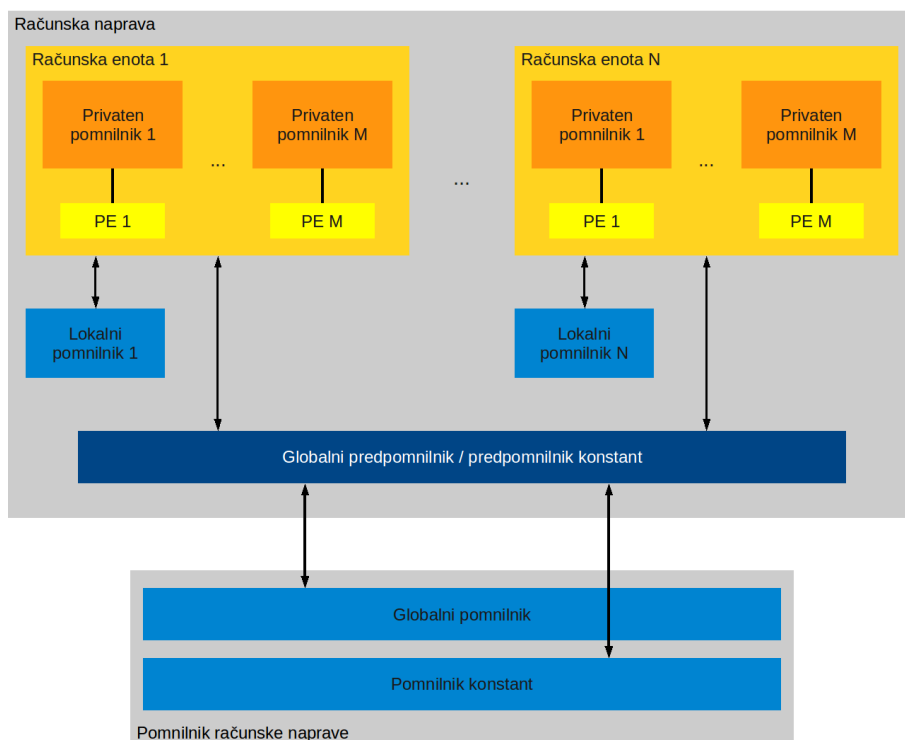 Računska naprava
Računska enota 1
Privaten
pomnilnik 1
...
Privaten
pomnilnik M
PE 1
PE M
...
Računska enota N
Privaten
pomnilnik 1
...
Privaten
pomnilnik M
PE 1
PE M
Lokalni
pomnilnik 1
Lokalni
pomnilnik N
Globalni predpomnilnik / predpomnilnik konstant
Globalni pomnilnik
Pomnilnik konstant
Pomnilnik računske naprave